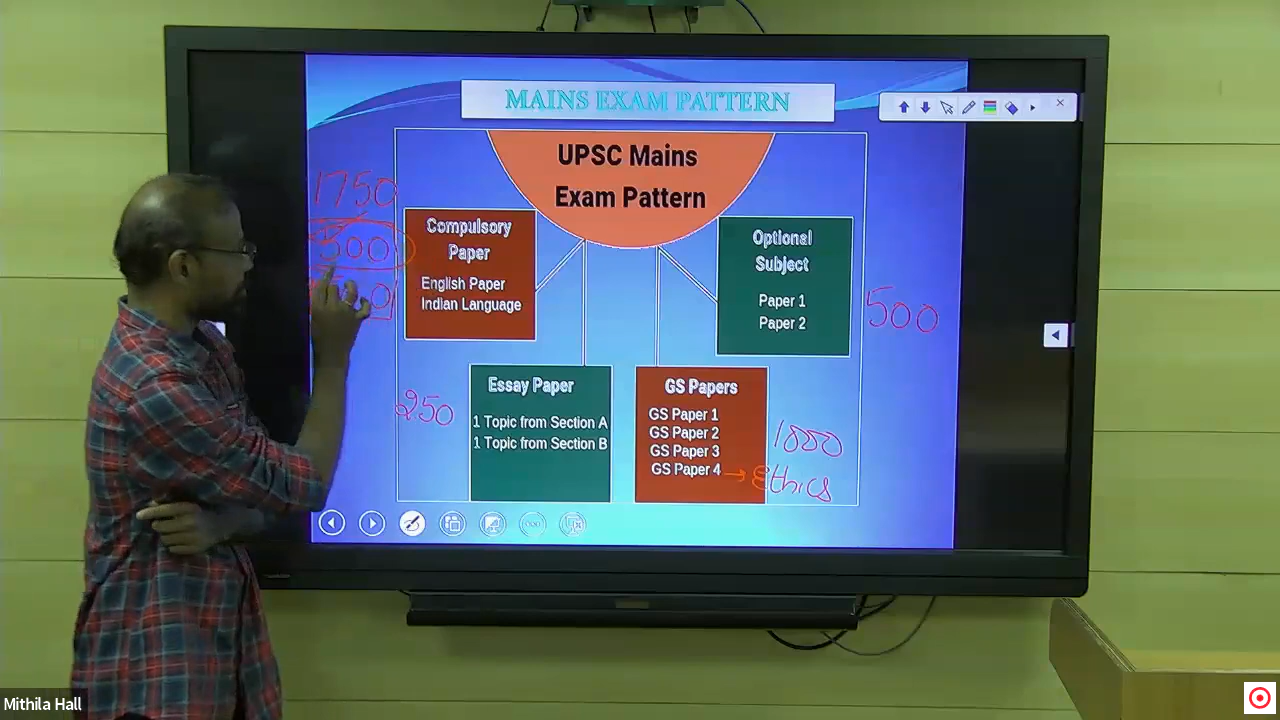 MAINS EXAM PATTERN
UPSC Mains
Exam Pattern
1750
500
Compulsory
Paper
English Paper
Indian Language
Optional
Subject
Paper 1
Paper 2
500
250
Essay Paper
1 Topic from Section A
1 Topic from Section B
GS Papers
GS Paper 1
GS Paper 2
GS Paper 3
GS Paper 4 → Ethics
1000
Mithila Hall